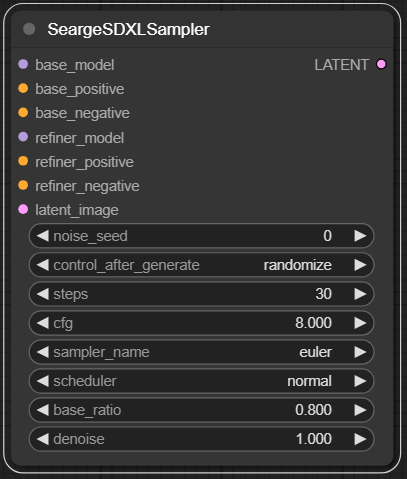 SeargeSDXLSampler
base_model LATENT
base_positive
base_negative
refiner_model
refiner_positive
refiner_negative
latent_image
noise_seed 0
control_after_generate randomize
steps 30
cfg 8.000
sampler_name euler
scheduler normal
base_ratio 0.800
denoise 1.000